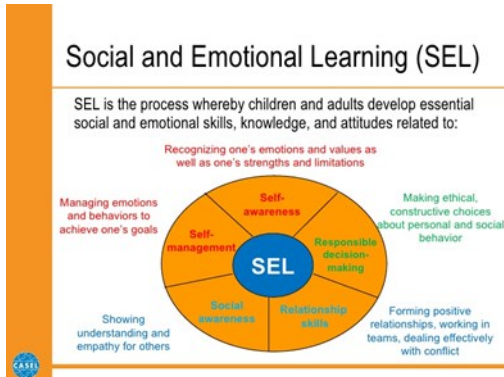 Social and Emotional Learning (SEL)
SEL is the process whereby children and adults develop essential
social and emotional skills, knowledge, and attitudes related to:
Recognizing one's emotions and values as
well as one's strengths and limitations
Managing emotions
and behaviors to
achieve one's goals
Self-
awareness
Making ethical,
constructive choices
about personal and social
behavior
Self-
management
Responsible
decision-
making
SEL
Social
awareness
Relationship
skills
Showing
understanding and
empathy for others
Forming positive
relationships, working in
teams, dealing effectively
with conflict
CASEL